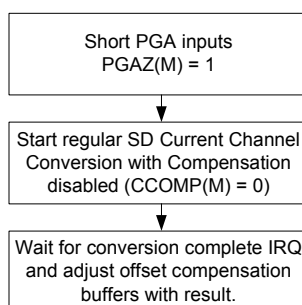 Short PGA inputs
PGAZ(M) = 1
Start regular SD Current Channel
Conversion with Compensation
disabled (CCOMP(M) = 0)
Wait for conversion complete IRQ
and adjust offset compensation
buffers with result.